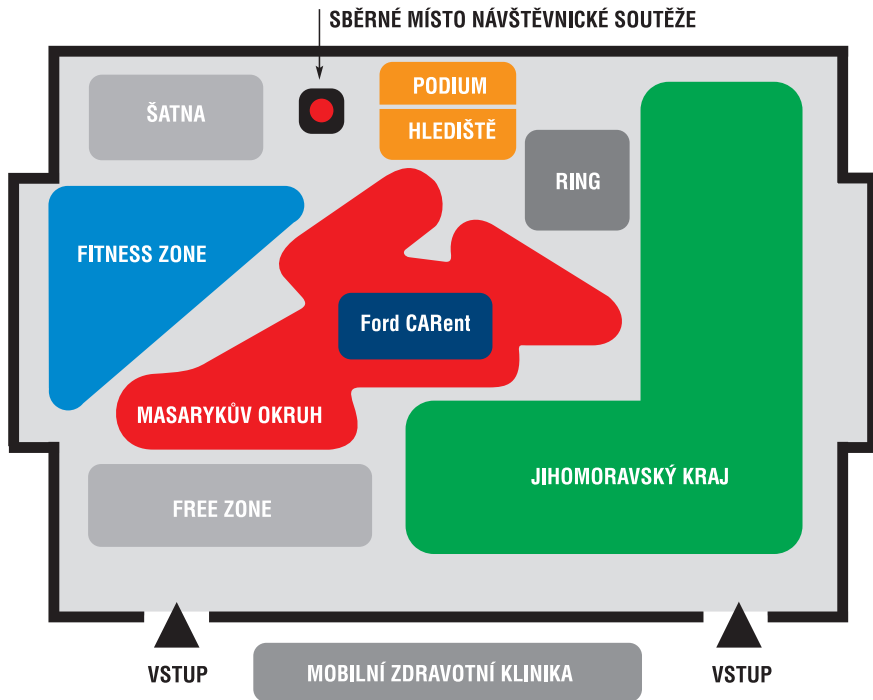 SBĚRNÉ MÍSTO NÁVŠTĚVNICKÉ SOUTĚŽE
PODIUM
ŠATNA
HLEDIŠTĚ
RING
FITNESS ZONE
Ford CARent
MASARYKŮV OKRUH
JIHOMORAVSKÝ KRAJ
FREE ZONE
VSTUP
MOBILNÍ ZDRAVOTNÍ KLINIKA
VSTUP